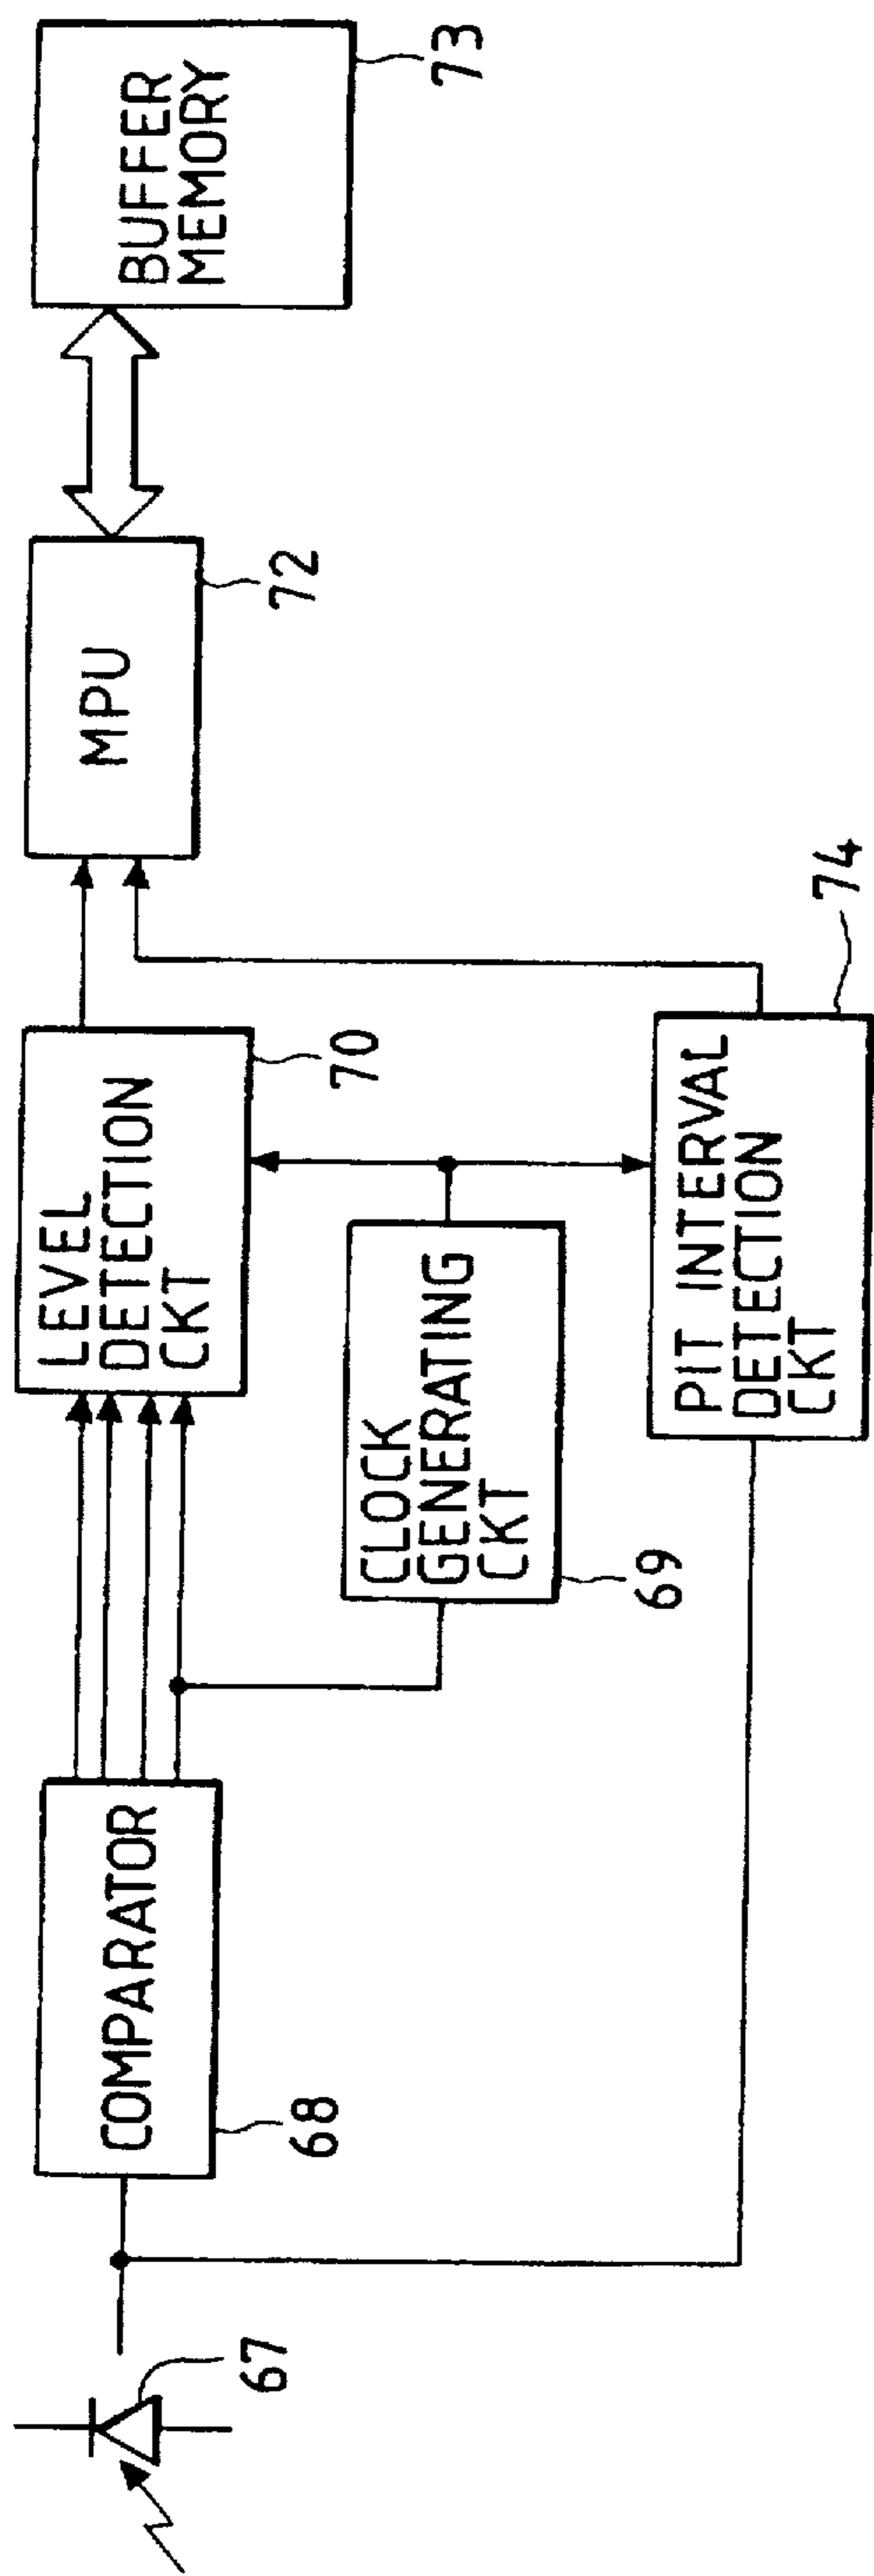 67
COMPARATOR
68
LEVEL
DETECTION
CKT
70
CLOCK
GENERATING
CKT
69
PIT INTERVAL
DETECTION
CKT
74
MPU
72
BUFFER
MEMORY
73